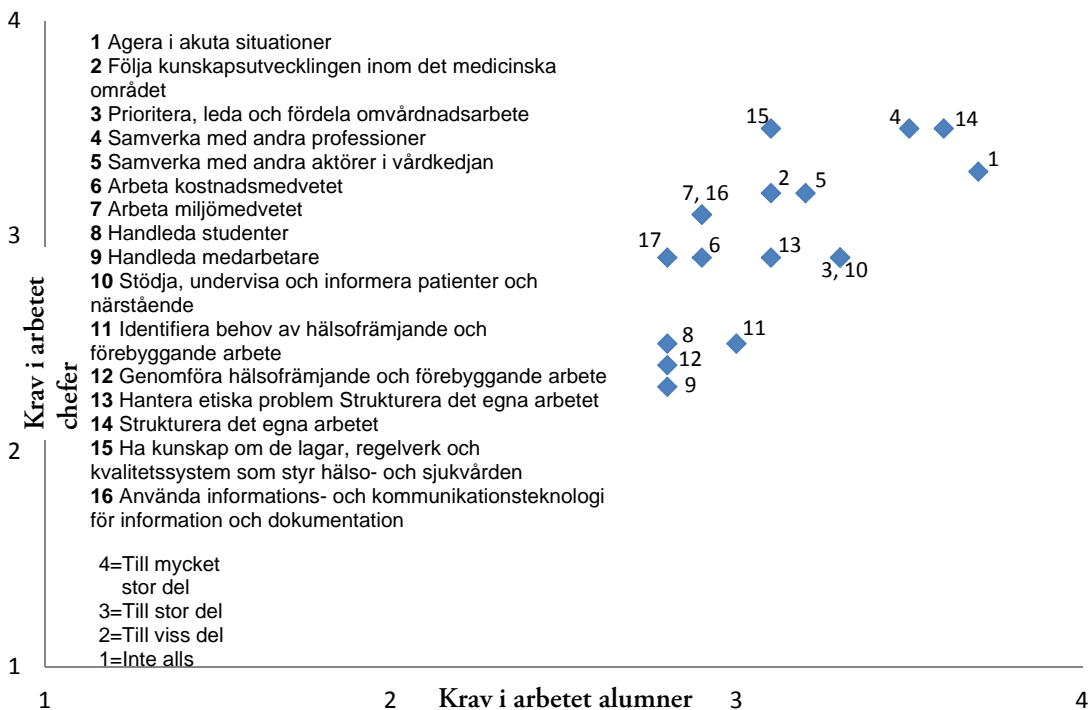 4
1 Agera i akuta situationer
2 Följa kunskapsutvecklingen inom det medicinska
området
3 Prioritera, leda och fördela omvårdnadsarbete
4 Samverka med andra professioner
5 Samverka med andra aktörer i vårdkedjan
6 Arbeta kostnadsmedvetet
7 Arbeta miljömedvetet
8 Handleda studenter
9 Handleda medarbetare
10 Stödja, undervisa och informera patienter och
närstående
11 Identifiera behov av hälsofrämjande och
förebyggande arbete
12 Genomföra hälsofrämjande och förebyggande arbete
13 Hantera etiska problem Strukturera det egna arbetet
14 Strukturera det egna arbetet
15 Ha kunskap om de lagar, regelverk och
kvalitetssystem som styr hälso- och sjukvården
16 Använda informations- och kommunikationsteknologi
för information och dokumentation
4=Till mycket
stor del
3=Till stor del
2=Till viss del
1=Inte alls
3
2
1
Krav i arbetet
chefer
15
4
14
1
2
5
7, 16
17
6
13
3, 10
8
11
12
9
1
2
Krav i arbetet alumner
3
4